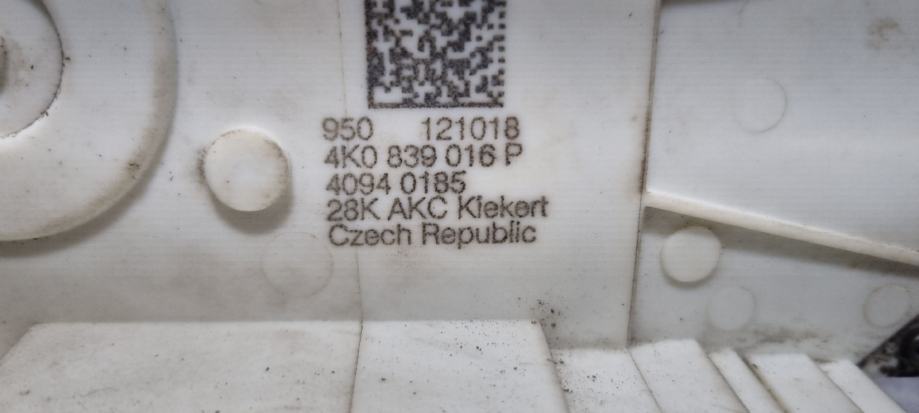 950 121018
4K0 839 016 P
4094 0185
28K AKC Kiekert
Czech Republic